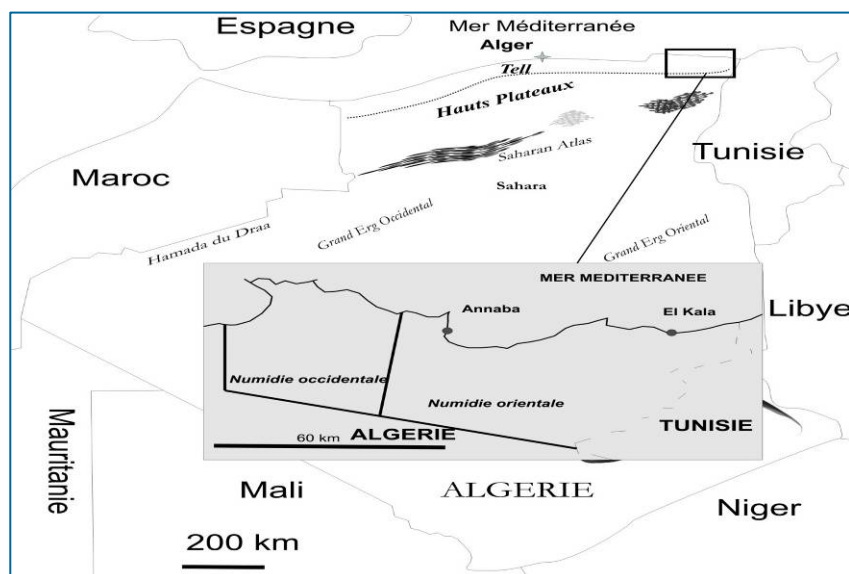 Espagne
Mer Méditerranée
Alger
Tell
Hauts Plateaux
Maroc
Saharan Atlas
Tunisie
Sahara
Hamada du Draa
Grand Erg Occidental
Grand Erg Oriental
MER MEDITERRANEE
Annaba
El Kala
Libye
Numidie occidentale
Numidie orientale
TUNISIE
60 km
ALGERIE
Mauritanie
Mali
ALGERIE
Niger
200 km